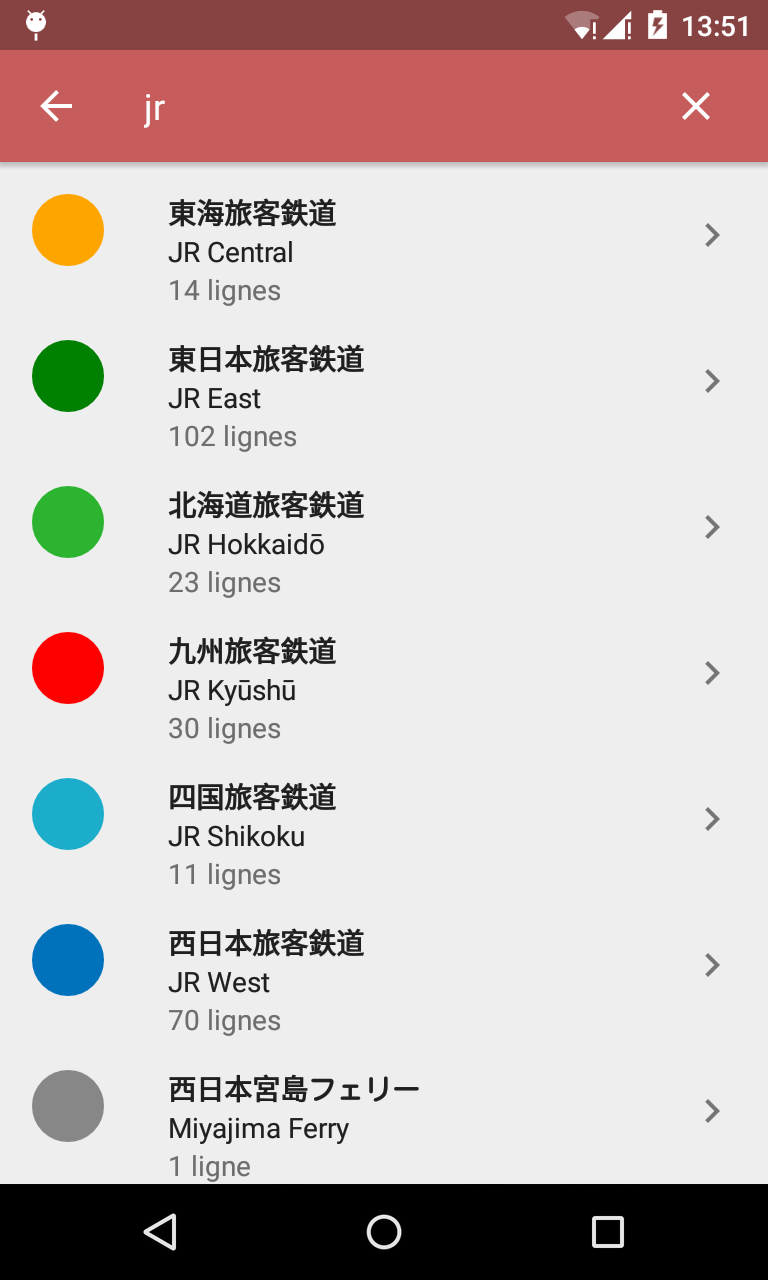 13:51
jr
東海旅客鉄道
JR Central
14 lignes
東日本旅客鉄道
JR East
102 lignes
北海道旅客鉄道
JR Hokkaidō
23 lignes
九州旅客鉄道
JR Kyūshū
30 lignes
四国旅客鉄道
JR Shikoku
11 lignes
西日本旅客鉄道
JR West
70 lignes
西日本宮島フェリー
Miyajima Ferry
1 ligne